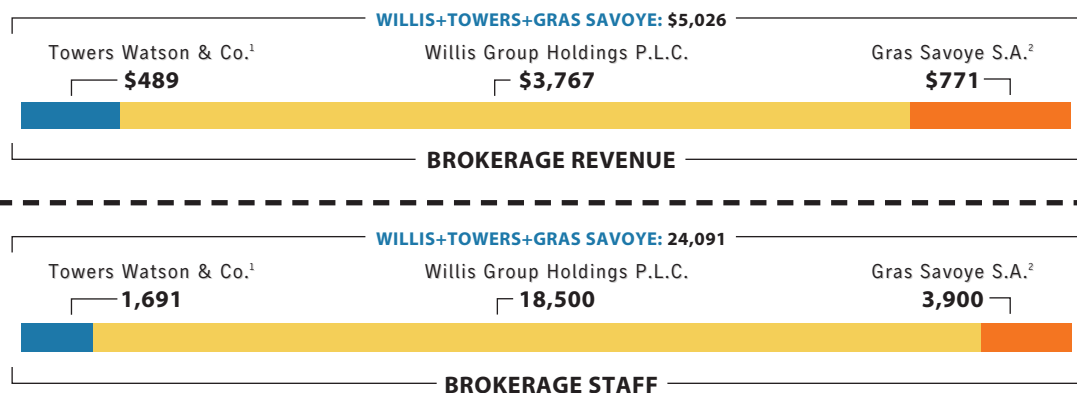 WILLIS+TOWERS+GRAS SAVOYE: $5,026
Towers Watson & Co.¹ Willis Group Holdings P.L.C. Gras Savoye S.A.²
$489 $3,767 $771
BROKERAGE REVENUE
WILLIS+TOWERS+GRAS SAVOYE: 24,091
Towers Watson & Co.¹ Willis Group Holdings P.L.C. Gras Savoye S.A.²
1,691 18,500 3,900
BROKERAGE STAFF